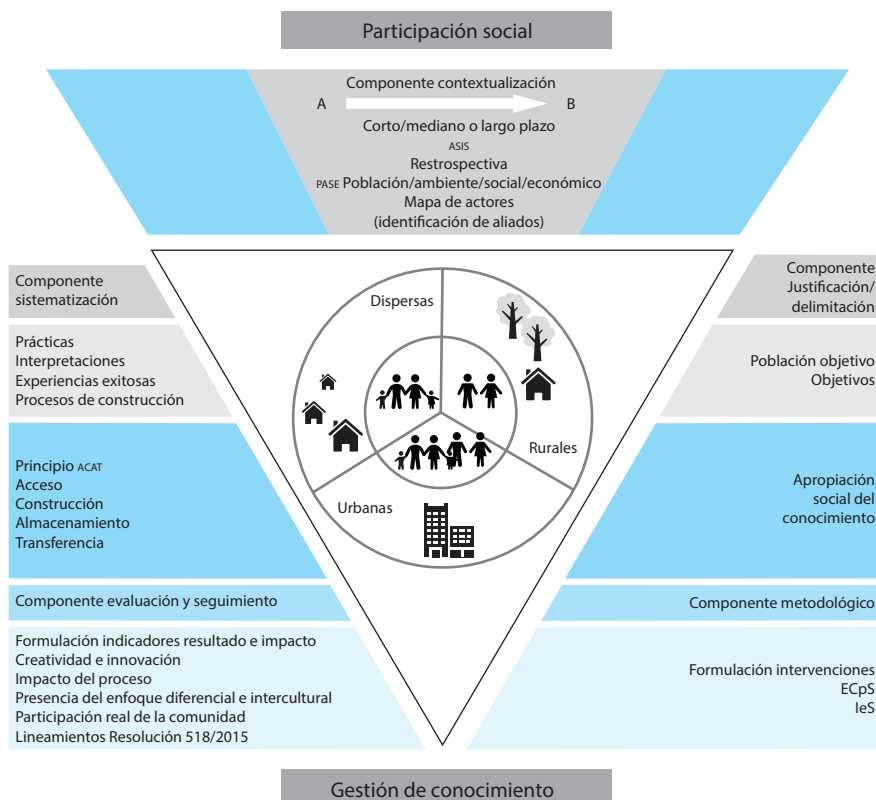 Participación social
Componente contextualización
A
B
Corto/mediano o largo plazo
ASIS
Restrospectiva
PASE Población/ambiente/social/económico
Mapa de actores
(identificación de aliados)
Componente
sistematización
Prácticas
Interpretaciones
Experiencias exitosas
Procesos de construcción
Principio ACAT
Acceso
Construcción
Almacenamiento
Transferencia
Componente evaluación y seguimiento
Formulación indicadores resultado e impacto
Creatividad e innovación
Impacto del proceso
Presencia del enfoque diferencial e intercultural
Participación real de la comunidad
Lineamientos Resolución 518/2015
Dispersas
Rurales
Urbanas
Componente
Justificación/
delimitación
Población objetivo
Objetivos
Apropiación
social del
conocimiento
Componente metodológico
Formulación intervenciones
ECpS
IeS
Gestión de conocimiento